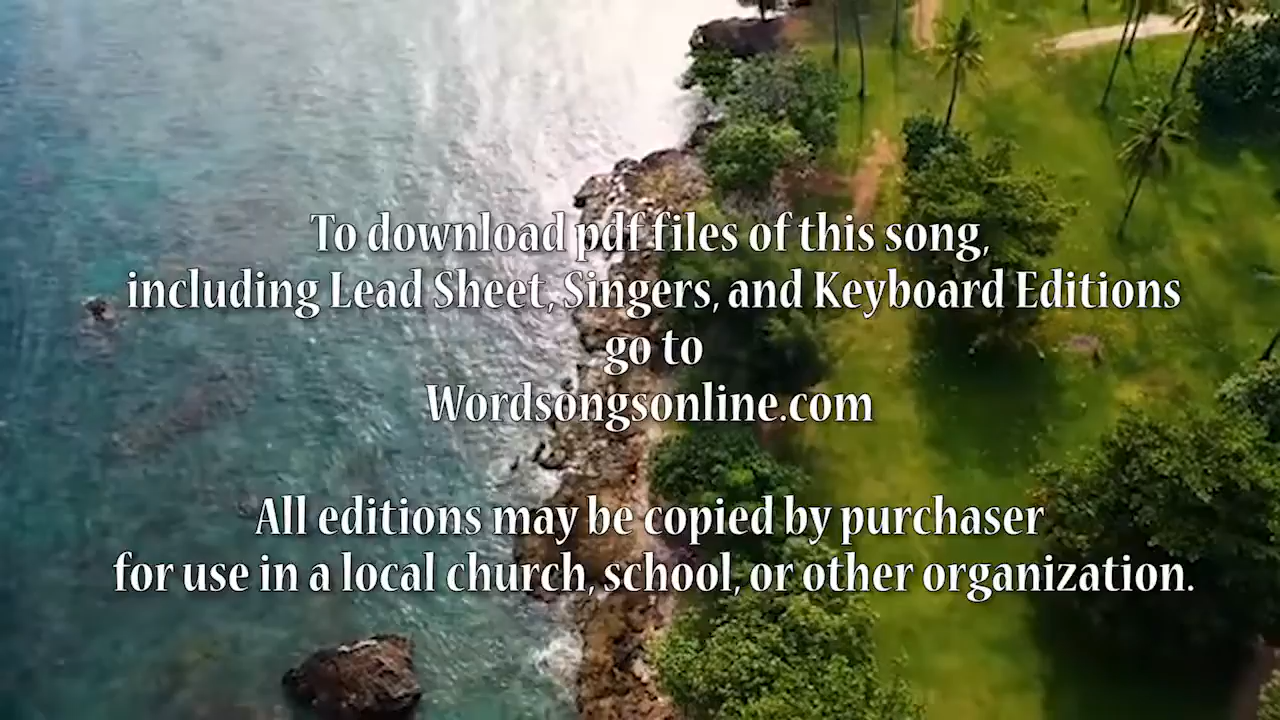 To download pdf files of this song,
including Lead Sheet, Singers, and Keyboard Editions
go to
Wordsongsonline.com
All editions may be copied by purchaser
for use in a local church, school, or other organization.